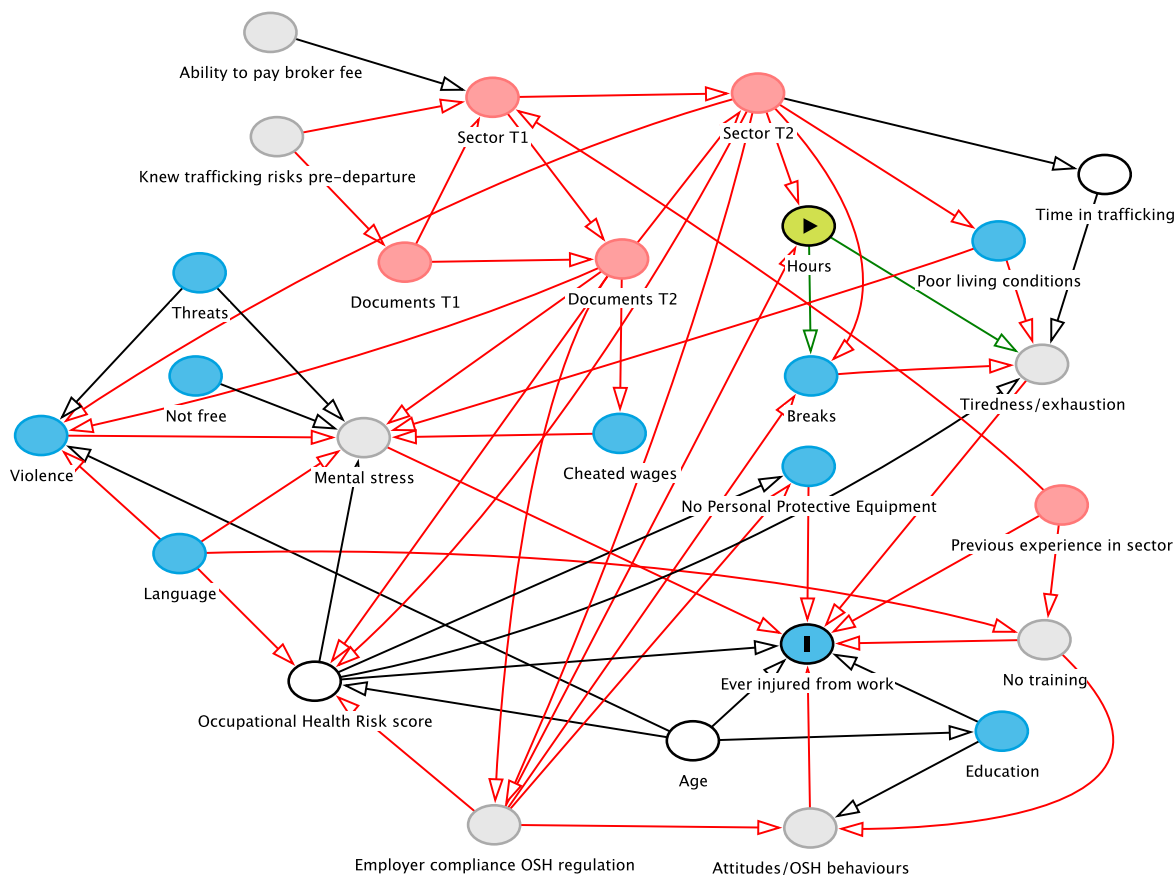 Ability to pay broker fee
Sector T1
Sector T2
Knew trafficking risks pre-departure
Time in trafficking
Hours
Poor living conditions
Documents T1
Documents T2
Threats
Not free
Breaks
Tiredness/exhaustion
Violence
Mental stress
Cheated wages
No Personal Protective Equipment
Previous experience in sector
Language
Ever injured from work
No training
Occupational Health Risk score
Age
Education
Employer compliance OSH regulation
Attitudes/OSH behaviours